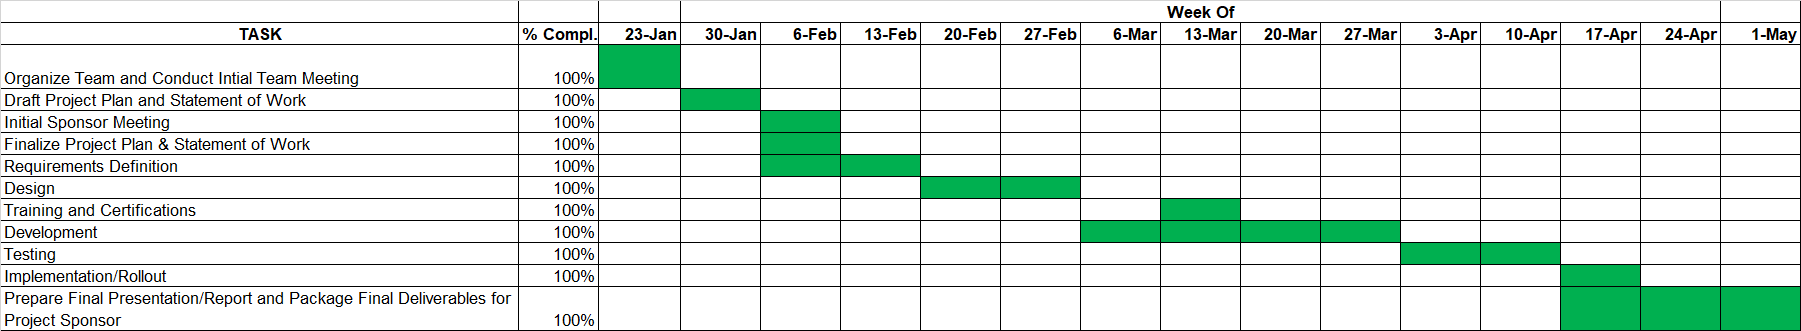 Week Of
TASK % Compl. 23-Jan 30-Jan 6-Feb 13-Feb 20-Feb 27-Feb 6-Mar 13-Mar 20-Mar 27-Mar 3-Apr 10-Apr 17-Apr 24-Apr 1-May
Organize Team and Conduct Intial Team Meeting 100%
Draft Project Plan and Statement of Work 100%
Initial Sponsor Meeting 100%
Finalize Project Plan & Statement of Work 100%
Requirements Definition 100%
Design 100%
Training and Certifications 100%
Development 100%
Testing 100%
Implementation/Rollout 100%
Prepare Final Presentation/Report and Package Final Deliverables for
Project Sponsor 100%